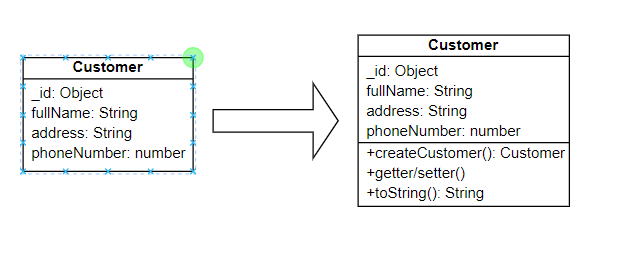 Customer
_id: Object
fullName: String
address: String
phoneNumber: number
Customer
_id: Object
fullName: String
address: String
phoneNumber: number
+createCustomer(): Customer
+getter/setter()
+toString(): String